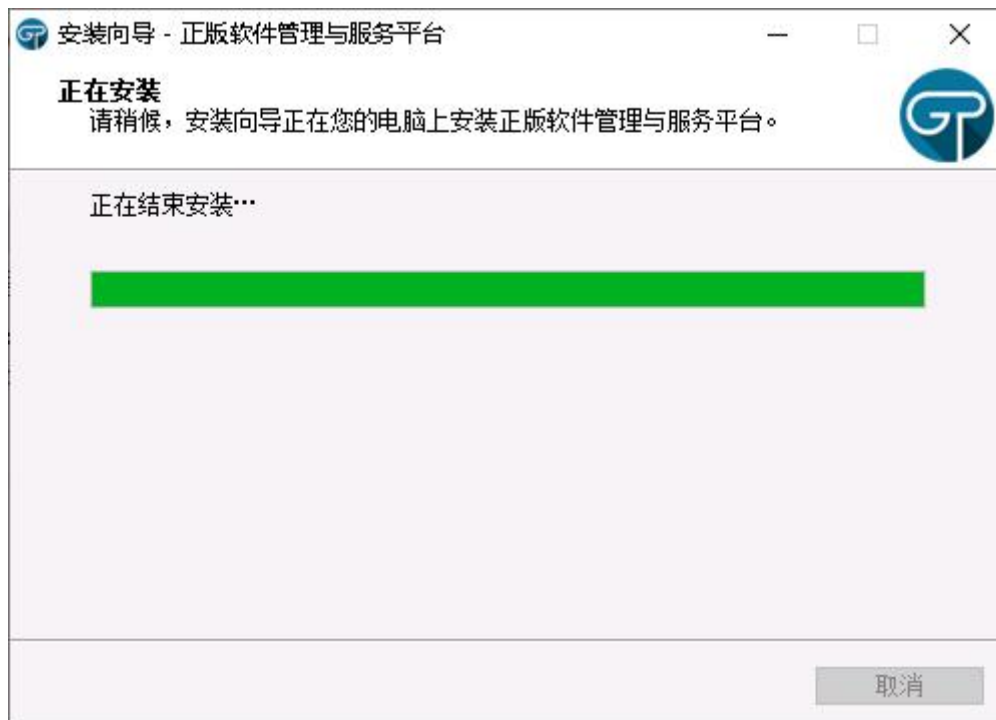 安装向导 - 正版软件管理与服务平台
正在安装
请稍候，安装向导正在您的电脑上安装正版软件管理与服务平台。
正在结束安装…
取消